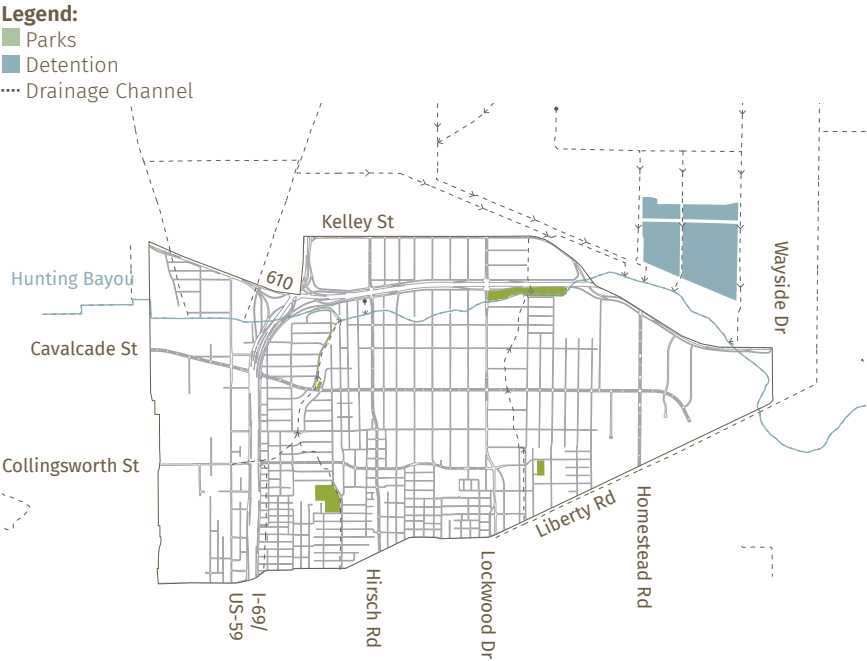 Legend:
Parks
Detention
Drainage Channel
Kelley St
610
Hunting Bayou
Wayside Dr
Cavalcade St
Collingsworth St
Liberty Rd
Homestead Rd
Lockwood Dr
Hirsch Rd
I-69/
US-59